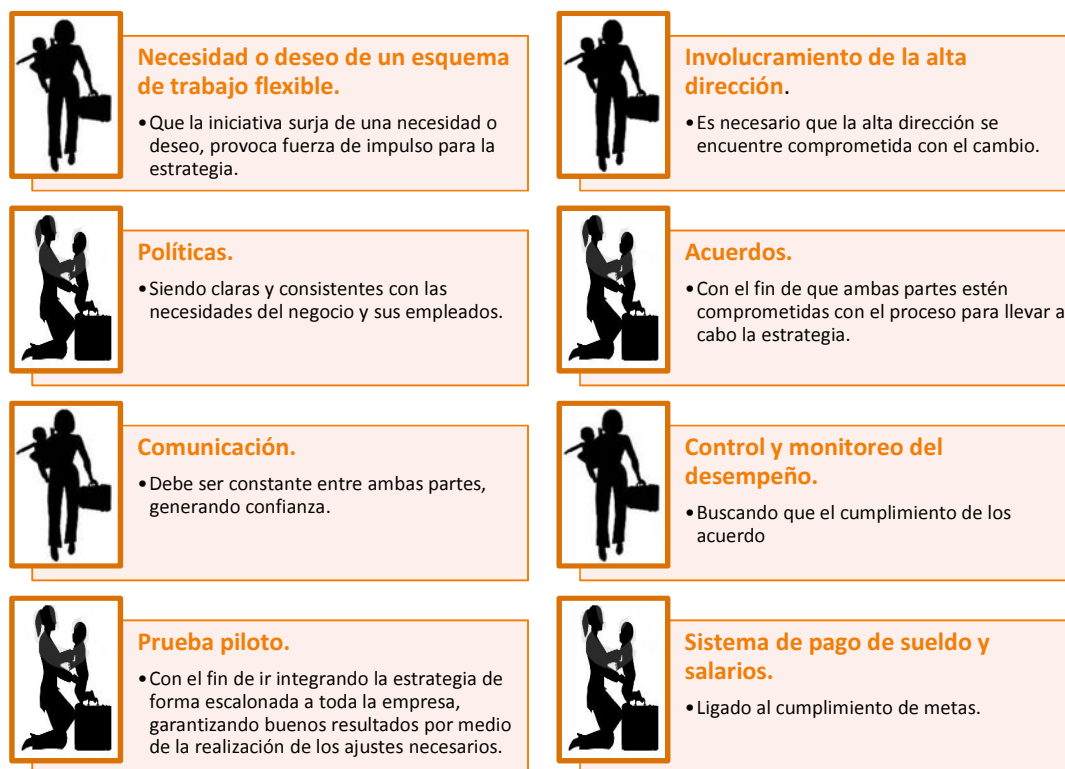 Necesidad o deseo de un esquema
de trabajo flexible.
•Que la iniciativa surja de una necesidad o
deseo, provoca fuerza de impulso para la
estrategia.
Involucramiento de la alta
dirección.
•Es necesario que la alta dirección se
encuentre comprometida con el cambio.
Políticas.
•Siendo claras y consistentes con las
necesidades del negocio y sus empleados.
Acuerdos.
•Con el fin de que ambas partes estén
comprometidas con el proceso para llevar a
cabo la estrategia.
Comunicación.
•Debe ser constante entre ambas partes,
generando confianza.
Control y monitoreo del
desempeño.
•Buscando que el cumplimiento de los
acuerdo
Prueba piloto.
•Con el fin de ir integrando la estrategia de
forma escalonada a toda la empresa,
garantizando buenos resultados por medio
de la realización de los ajustes necesarios.
Sistema de pago de sueldo y
salarios.
•Ligado al cumplimiento de metas.